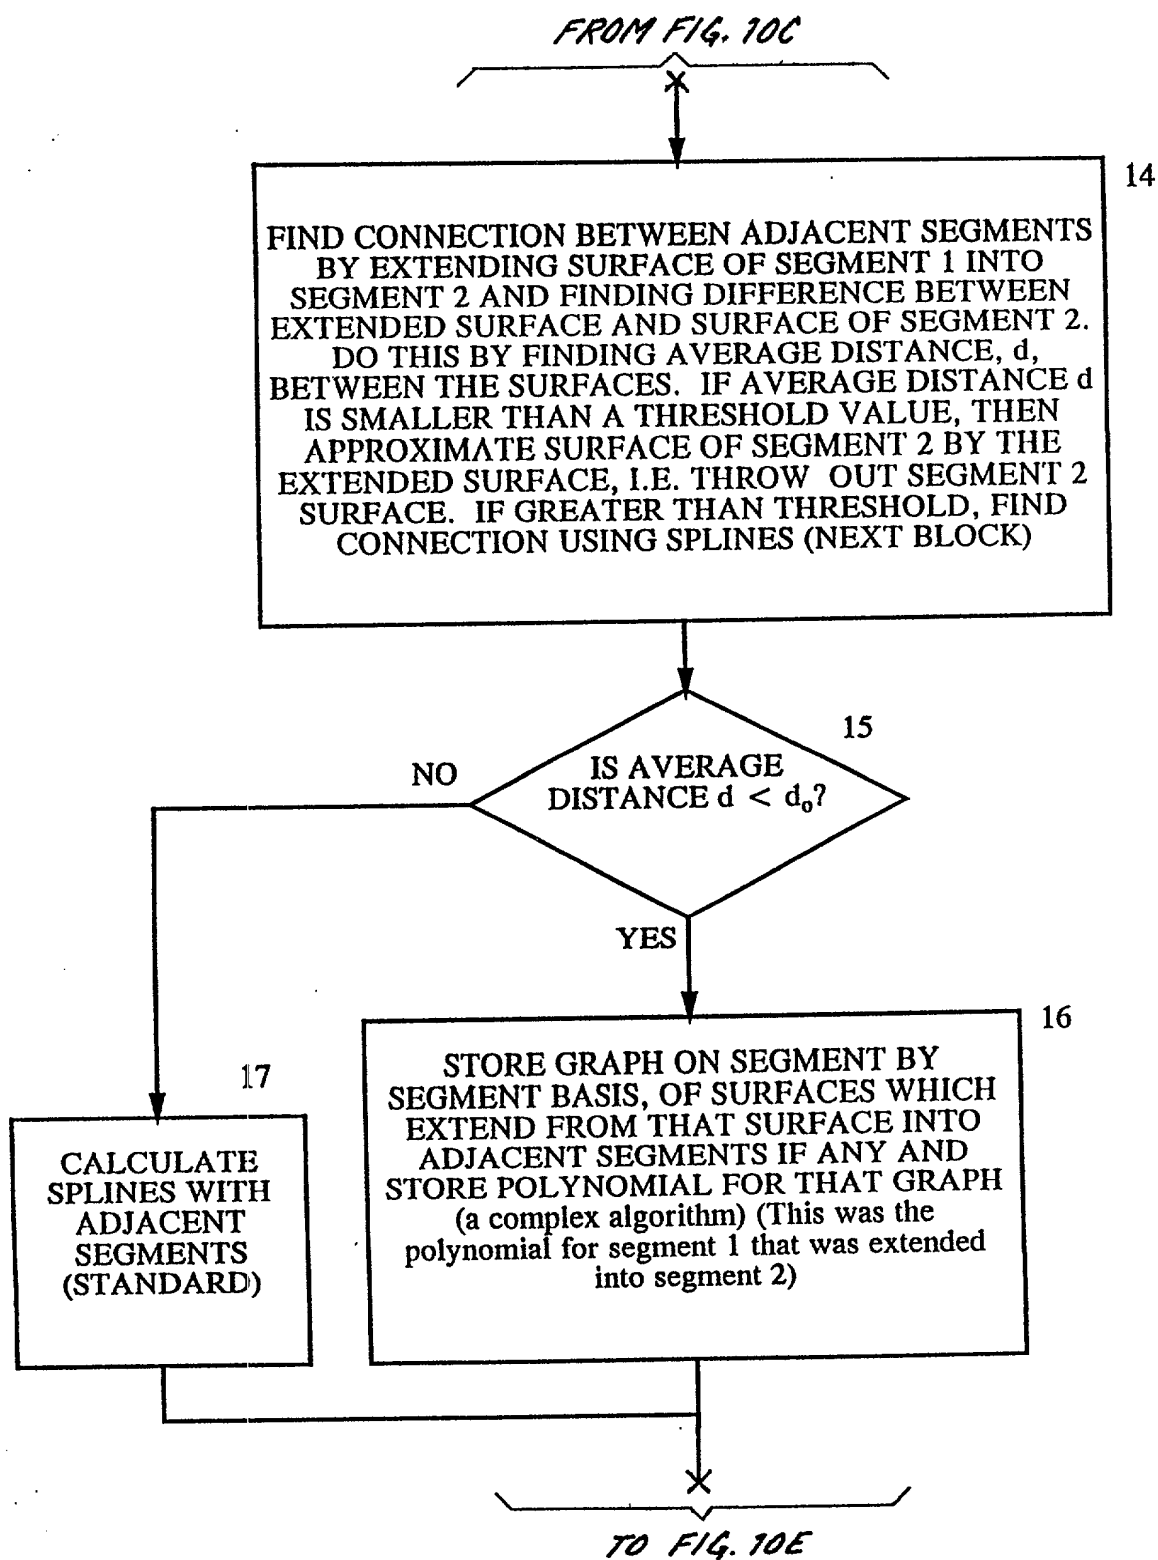 FROM FIG. 10C
14
FIND CONNECTION BETWEEN ADJACENT SEGMENTS
BY EXTENDING SURFACE OF SEGMENT 1 INTO
SEGMENT 2 AND FINDING DIFFERENCE BETWEEN
EXTENDED SURFACE AND SURFACE OF SEGMENT 2.
DO THIS BY FINDING AVERAGE DISTANCE, d,
BETWEEN THE SURFACES. IF AVERAGE DISTANCE d
IS SMALLER THAN A THRESHOLD VALUE, THEN
APPROXIMATE SURFACE OF SEGMENT 2 BY THE
EXTENDED SURFACE, I.E. THROW OUT SEGMENT 2
SURFACE. IF GREATER THAN THRESHOLD, FIND
CONNECTION USING SPLINES (NEXT BLOCK)
15
IS AVERAGE
DISTANCE d < d₀?
NO
YES
16
STORE GRAPH ON SEGMENT BY
SEGMENT BASIS, OF SURFACES WHICH
EXTEND FROM THAT SURFACE INTO
ADJACENT SEGMENTS IF ANY AND
STORE POLYNOMIAL FOR THAT GRAPH
(a complex algorithm) (This was the
polynomial for segment 1 that was extended
into segment 2)
17
CALCULATE
SPLINES WITH
ADJACENT
SEGMENTS
(STANDARD)
TO FIG. 10E